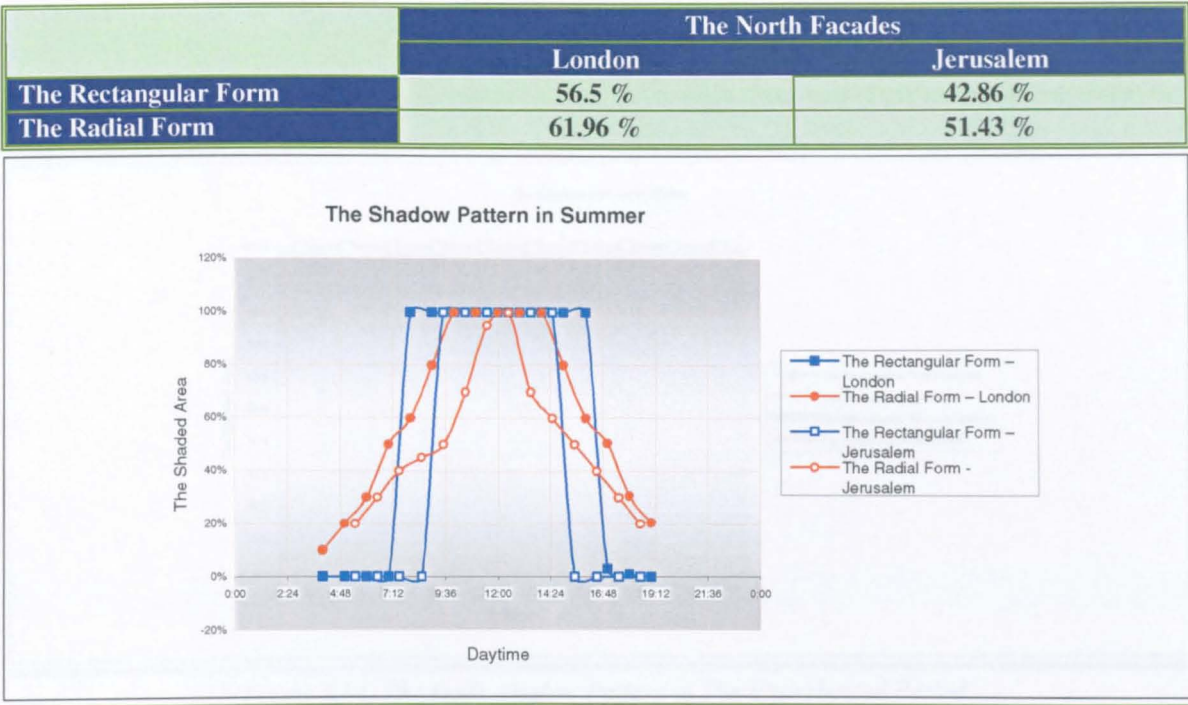 The North Facades
London Jerusalem
The Rectangular Form 56.5 % 42.86 %
The Radial Form 61.96 % 51.43 %
The Shadow Pattern in Summer
120%
100%
80%
60%
40%
20%
0%
-20%
The Shaded Area
0:00 2:24 4:48 7:12 9:36 12:00 14:24 16:48 19:12 21:36 0:00
Daytime
The Rectangular Form –
London
The Radial Form – London
The Rectangular Form –
Jerusalem
The Radial Form -
Jerusalem